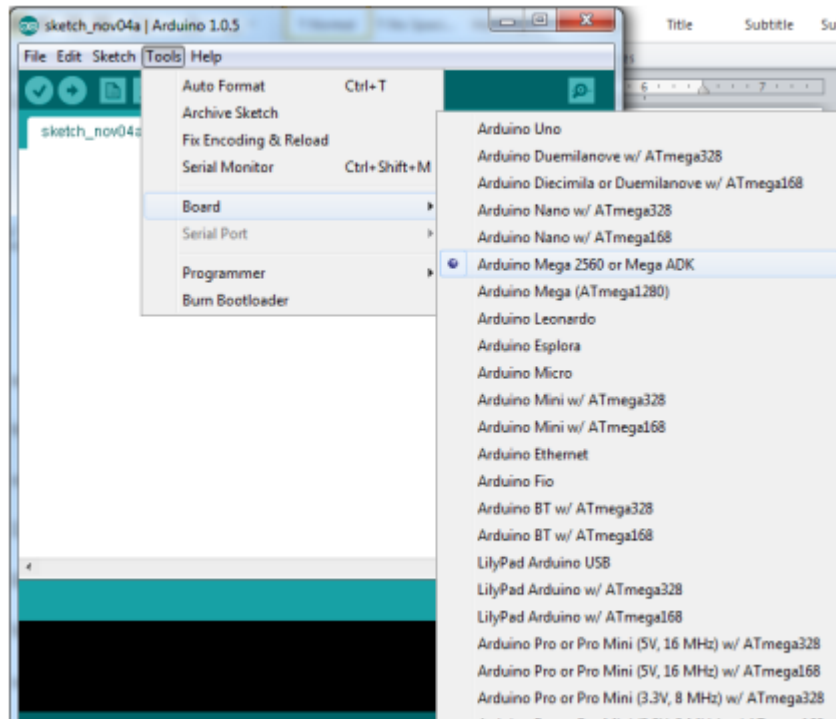 sketch_nov04a | Arduino 1.0.5
Title Subtitle
File Edit Sketch Tools Help
6 7
sketch_nov04a
Auto Format Ctrl+T
Archive Sketch
Fix Encoding & Reload
Serial Monitor Ctrl+Shift+M
Board
Serial Port
Programmer
Burn Bootloader
Arduino Uno
Arduino Duemilanove w/ ATmega328
Arduino Diecimila or Duemilanove w/ ATmega168
Arduino Nano w/ ATmega328
Arduino Nano w/ ATmega168
Arduino Mega 2560 or Mega ADK
Arduino Mega (ATmega1280)
Arduino Leonardo
Arduino Esplora
Arduino Micro
Arduino Mini w/ ATmega328
Arduino Mini w/ ATmega168
Arduino Ethernet
Arduino Fio
Arduino BT w/ ATmega328
Arduino BT w/ ATmega168
LilyPad Arduino USB
LilyPad Arduino w/ ATmega328
LilyPad Arduino w/ ATmega168
Arduino Pro or Pro Mini (5V, 16 MHz) w/ ATmega328
Arduino Pro or Pro Mini (5V, 16 MHz) w/ ATmega168
Arduino Pro or Pro Mini (3.3V, 8 MHz) w/ ATmega328